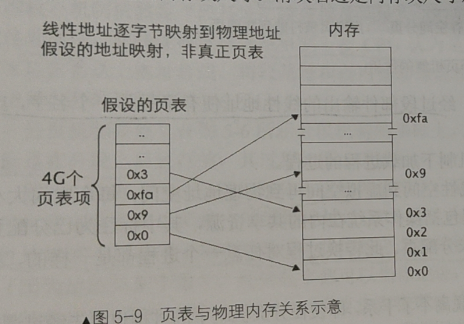 线性地址逐字节映射到物理地址
假设的地址映射，非真正页表
内存
假设的页表
..
..
0x3
0xfa
0x9
0x0
4G个
页表项
0xfa
...
0x9
...
0x3
0x2
0x1
0x0
▲图 5-9 页表与物理内存关系示意